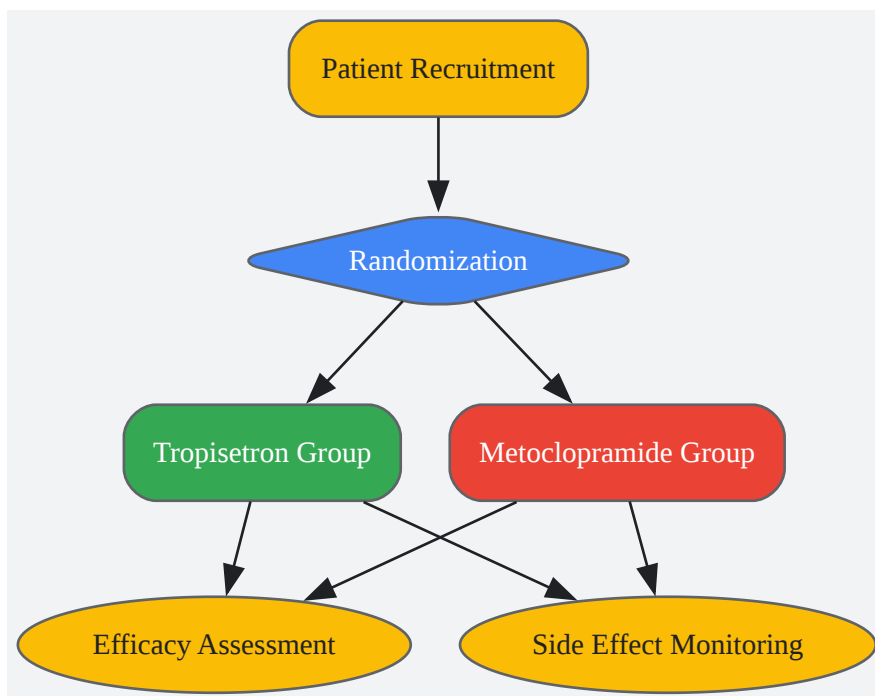 Patient Recruitment
Randomization
Tropisetron Group
Metoclopramide Group
Efficacy Assessment
Side Effect Monitoring